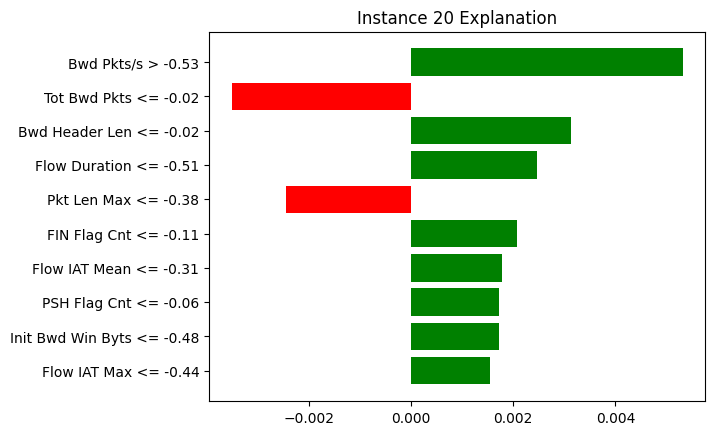 Instance 20 Explanation
Bwd Pkts/s > -0.53
Tot Bwd Pkts <= -0.02
Bwd Header Len <= -0.02
Flow Duration <= -0.51
Pkt Len Max <= -0.38
FIN Flag Cnt <= -0.11
Flow IAT Mean <= -0.31
PSH Flag Cnt <= -0.06
Init Bwd Win Byts <= -0.48
Flow IAT Max <= -0.44
−0.002 0.000 0.002 0.004